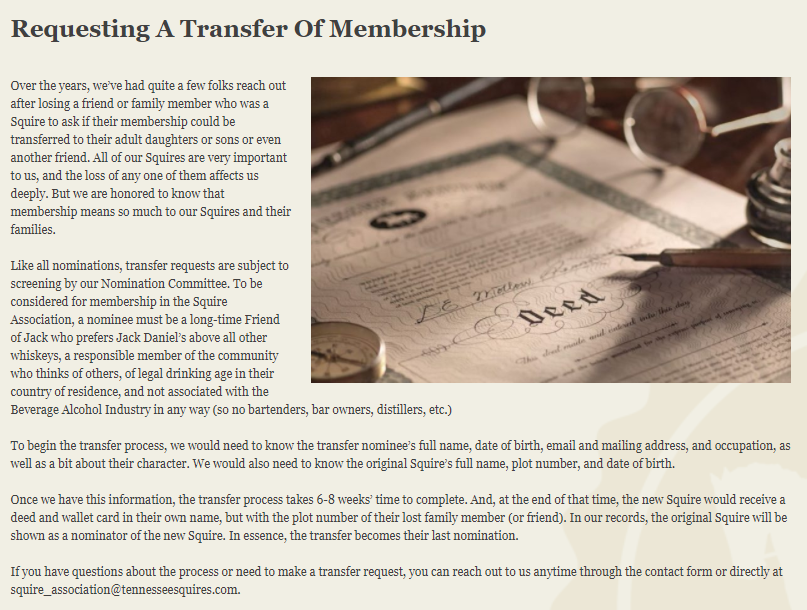 Requesting A Transfer Of Membership
Over the years, we've had quite a few folks reach out
after losing a friend or family member who was a
Squire to ask if their membership could be
transferred to their adult daughters or sons or even
another friend. All of our Squires are very important
to us, and the loss of any one of them affects us
deeply. But we are honored to know that
membership means so much to our Squires and their
families.
Like all nominations, transfer requests are subject to
screening by our Nomination Committee. To be
considered for membership in the Squire
Association, a nominee must be a long-time Friend
of Jack who prefers Jack Daniel's above all other
whiskeys, a responsible member of the community
who thinks of others, of legal drinking age in their
country of residence, and not associated with the
Beverage Alcohol Industry in any way (so no bartenders, bar owners, distillers, etc.)
Deed
This deed made and entered into this day
To begin the transfer process, we would need to know the transfer nominee's full name, date of birth, email and mailing address, and occupation, as
well as a bit about their character. We would also need to know the original Squire's full name, plot number, and date of birth.
Once we have this information, the transfer process takes 6-8 weeks' time to complete. And, at the end of that time, the new Squire would receive a
deed and wallet card in their own name, but with the plot number of their lost family member (or friend). In our records, the original Squire will be
shown as a nominator of the new Squire. In essence, the transfer becomes their last nomination.
If you have questions about the process or need to make a transfer request, you can reach out to us anytime through the contact form or directly at
squire_association@tennesseesquires.com.